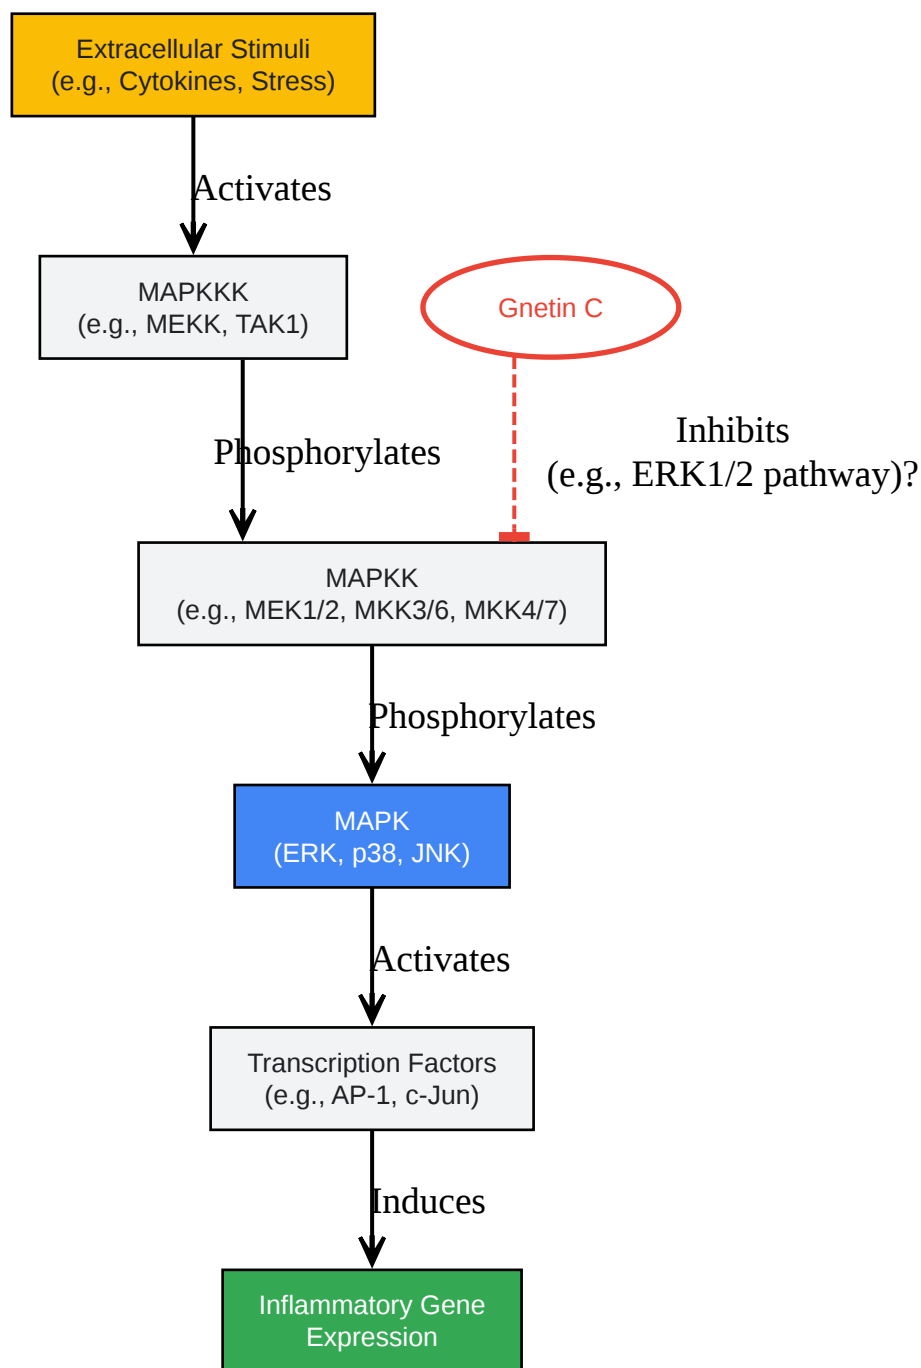 Extracellular Stimuli
(e.g., Cytokines, Stress)
Activates
MAPKKK
(e.g., MEKK, TAK1)
Gnetin C
Phosphorylates
Inhibits
(e.g., ERK1/2 pathway)?
MAPKK
(e.g., MEK1/2, MKK3/6, MKK4/7)
Phosphorylates
MAPK
(ERK, p38, JNK)
Activates
Transcription Factors
(e.g., AP-1, c-Jun)
Induces
Inflammatory Gene
Expression